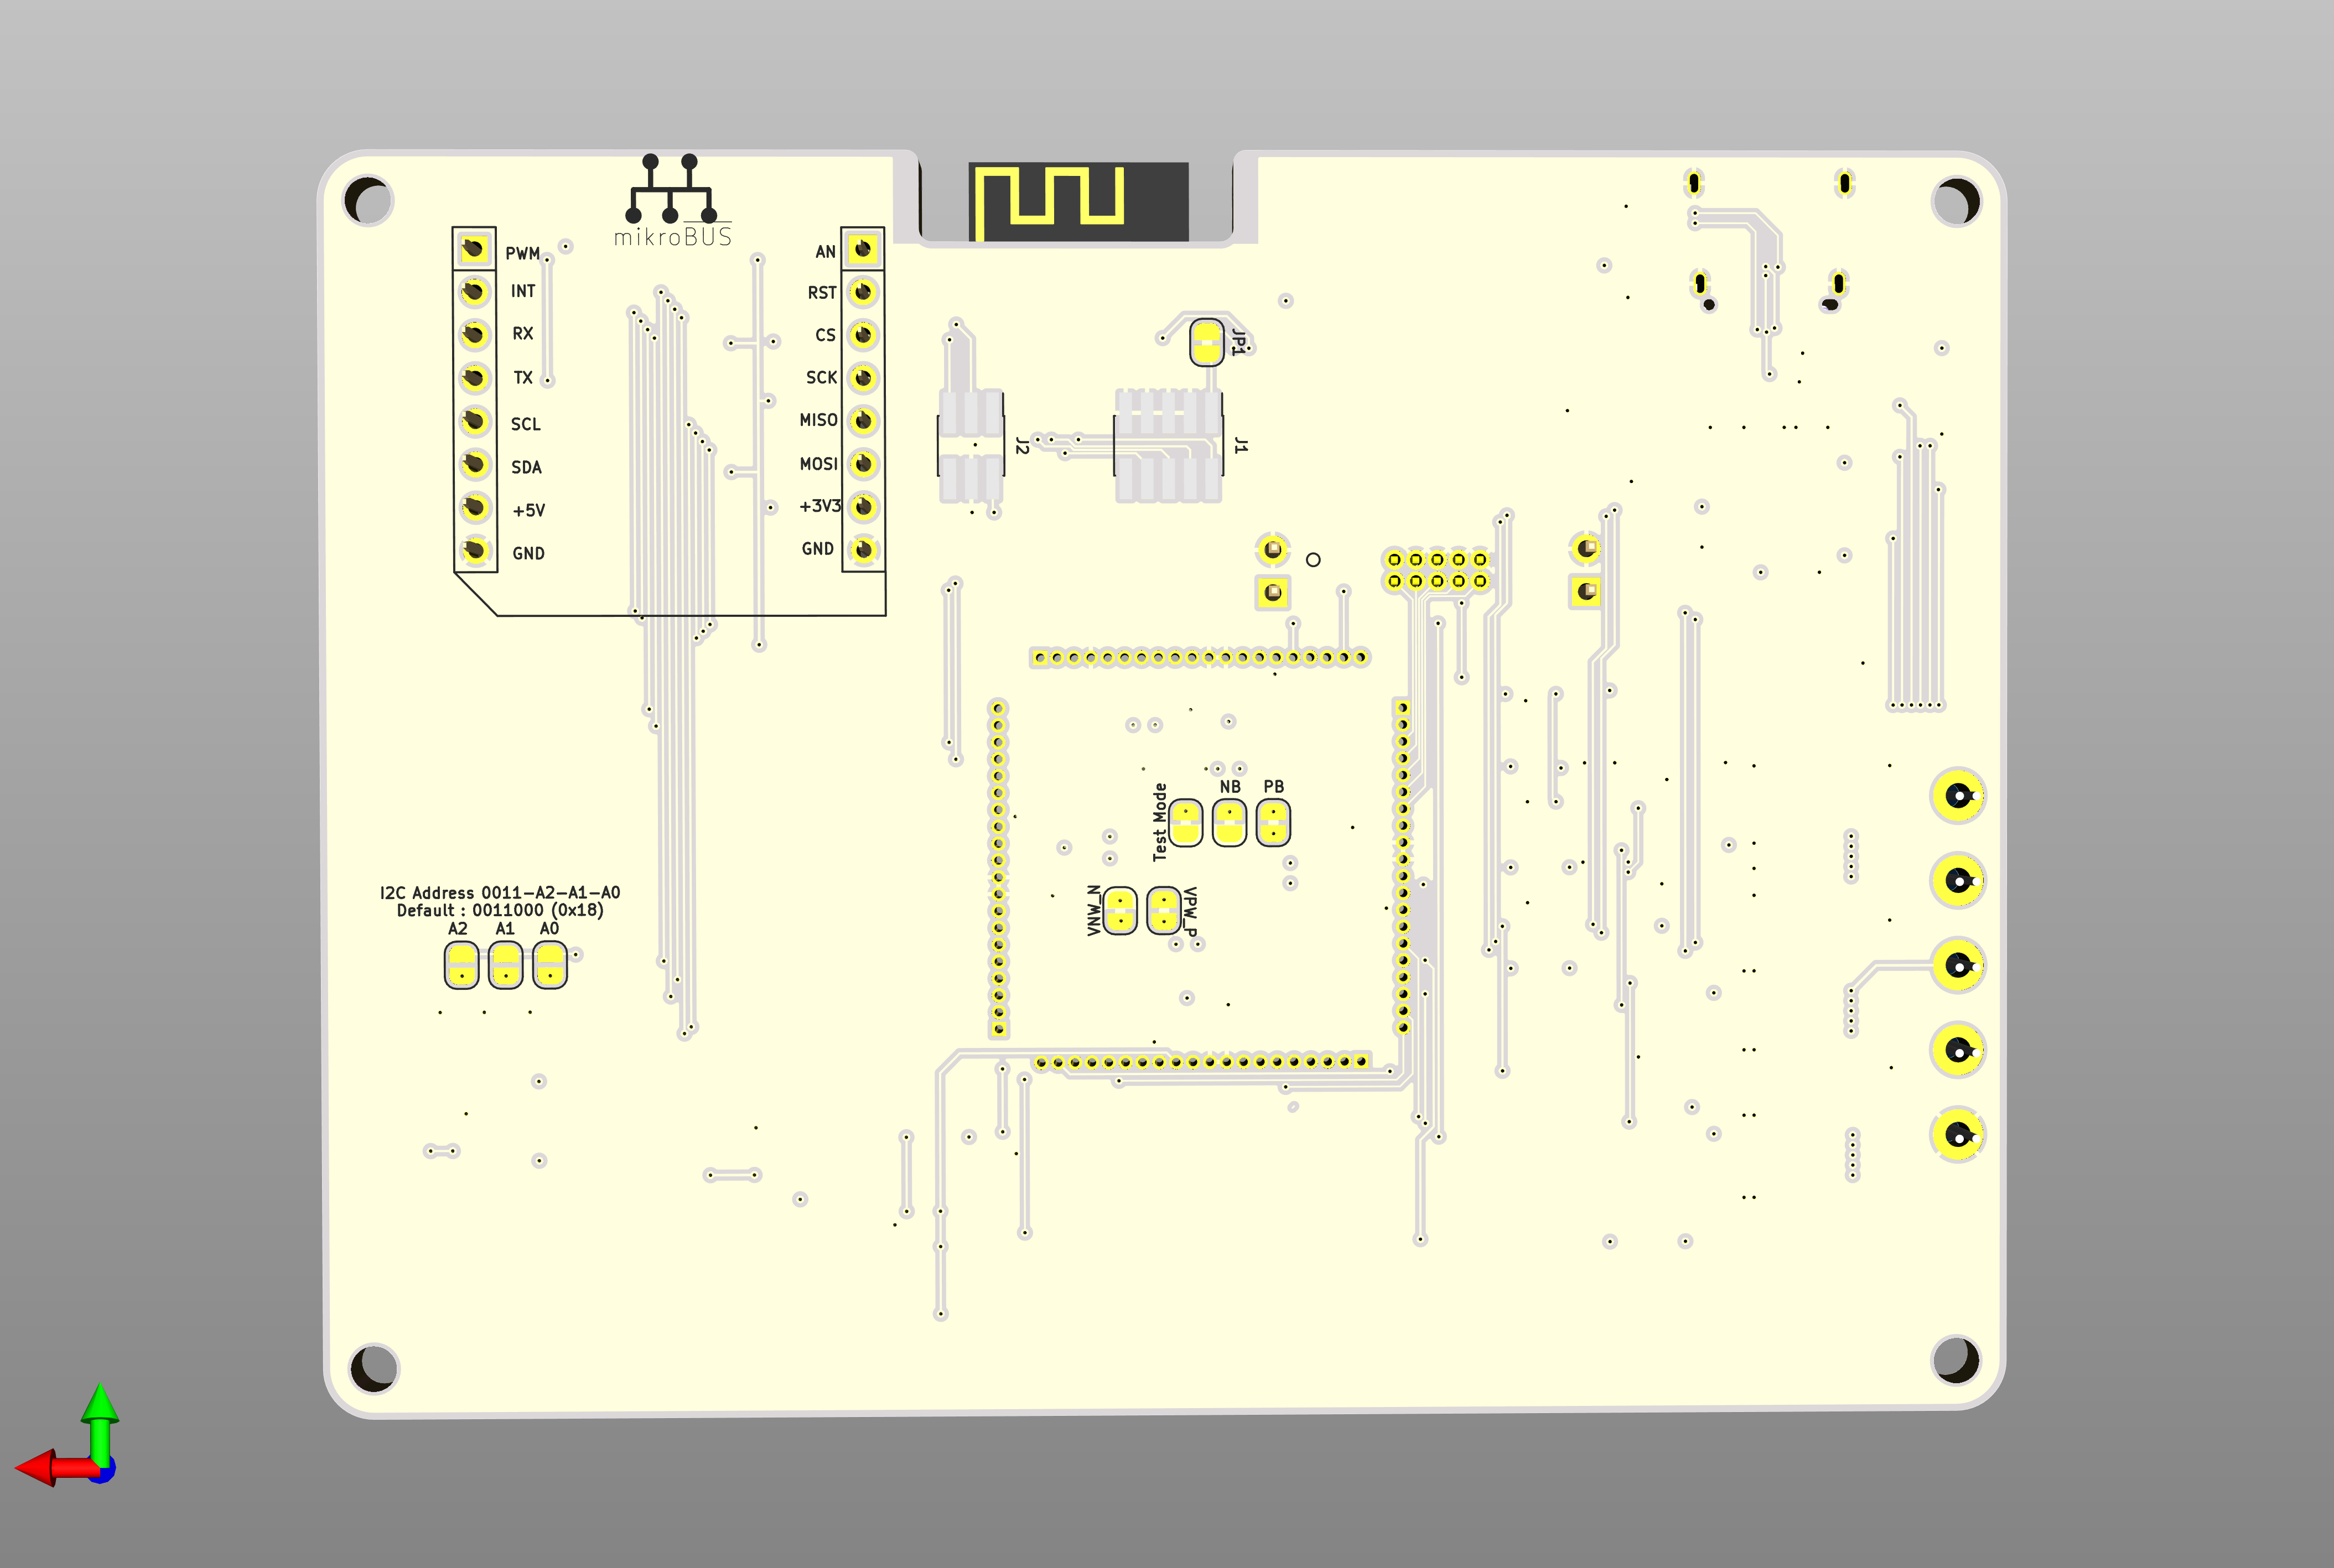 mikroBUS
PWM
INT
RX
TX
SCL
SDA
+5V
GND
AN
RST
CS
SCK
MISO
MOSI
+3V3
GND
JP1
J2
J1
Test Mode
NB
PB
VNW_N
VPW_P
I2C Address 0011-A2-A1-A0
Default : 0011000 (0x18)
A2 A1 A0